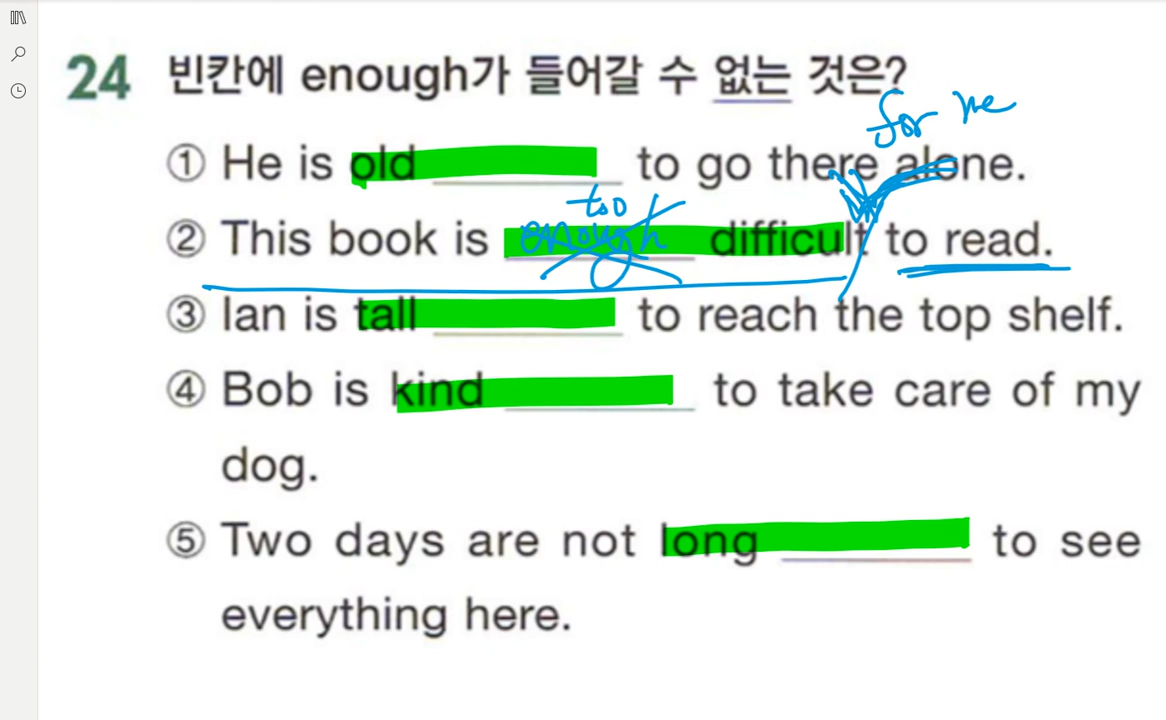 24 빈칸에 enough가 들어갈 수 없는 것은?
for me
① He is old ________ to go there alone.
too
enough
② This book is ________ difficult to read.
③ Ian is tall ________ to reach the top shelf.
④ Bob is kind ________ to take care of my
dog.
⑤ Two days are not long ________ to see
everything here.